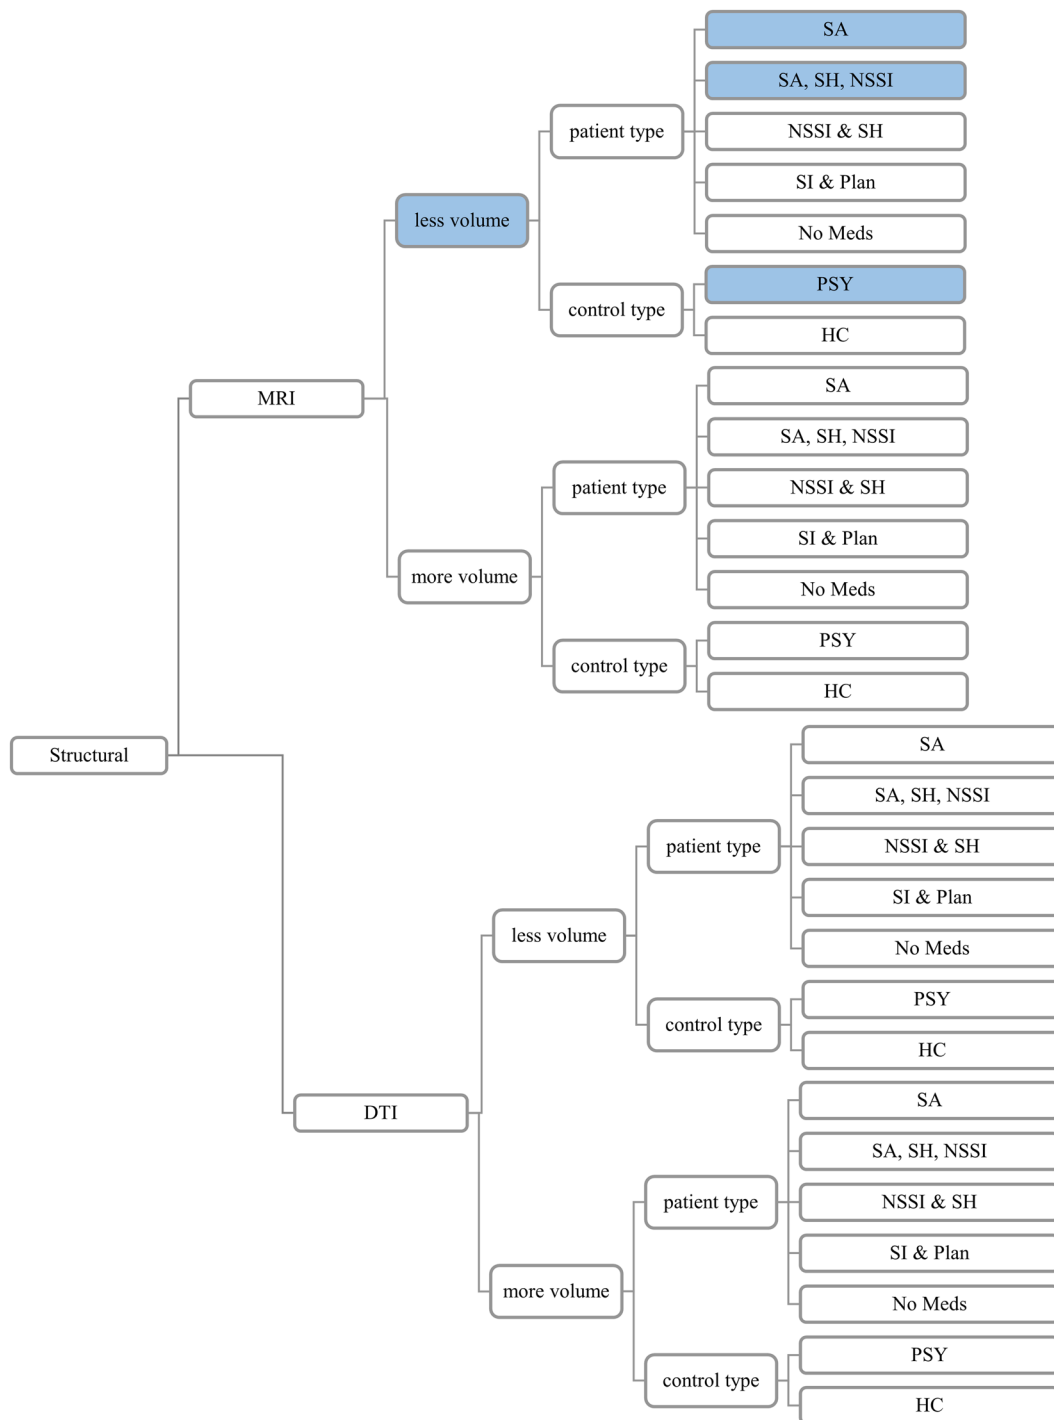 SA
SA, SH, NSSI
patient type
NSSI & SH
SI & Plan
less volume
No Meds
PSY
control type
HC
MRI
SA
SA, SH, NSSI
patient type
NSSI & SH
SI & Plan
more volume
No Meds
PSY
control type
HC
Structural
SA
SA, SH, NSSI
patient type
NSSI & SH
SI & Plan
less volume
No Meds
PSY
control type
HC
DTI
SA
SA, SH, NSSI
patient type
NSSI & SH
SI & Plan
more volume
No Meds
PSY
control type
HC